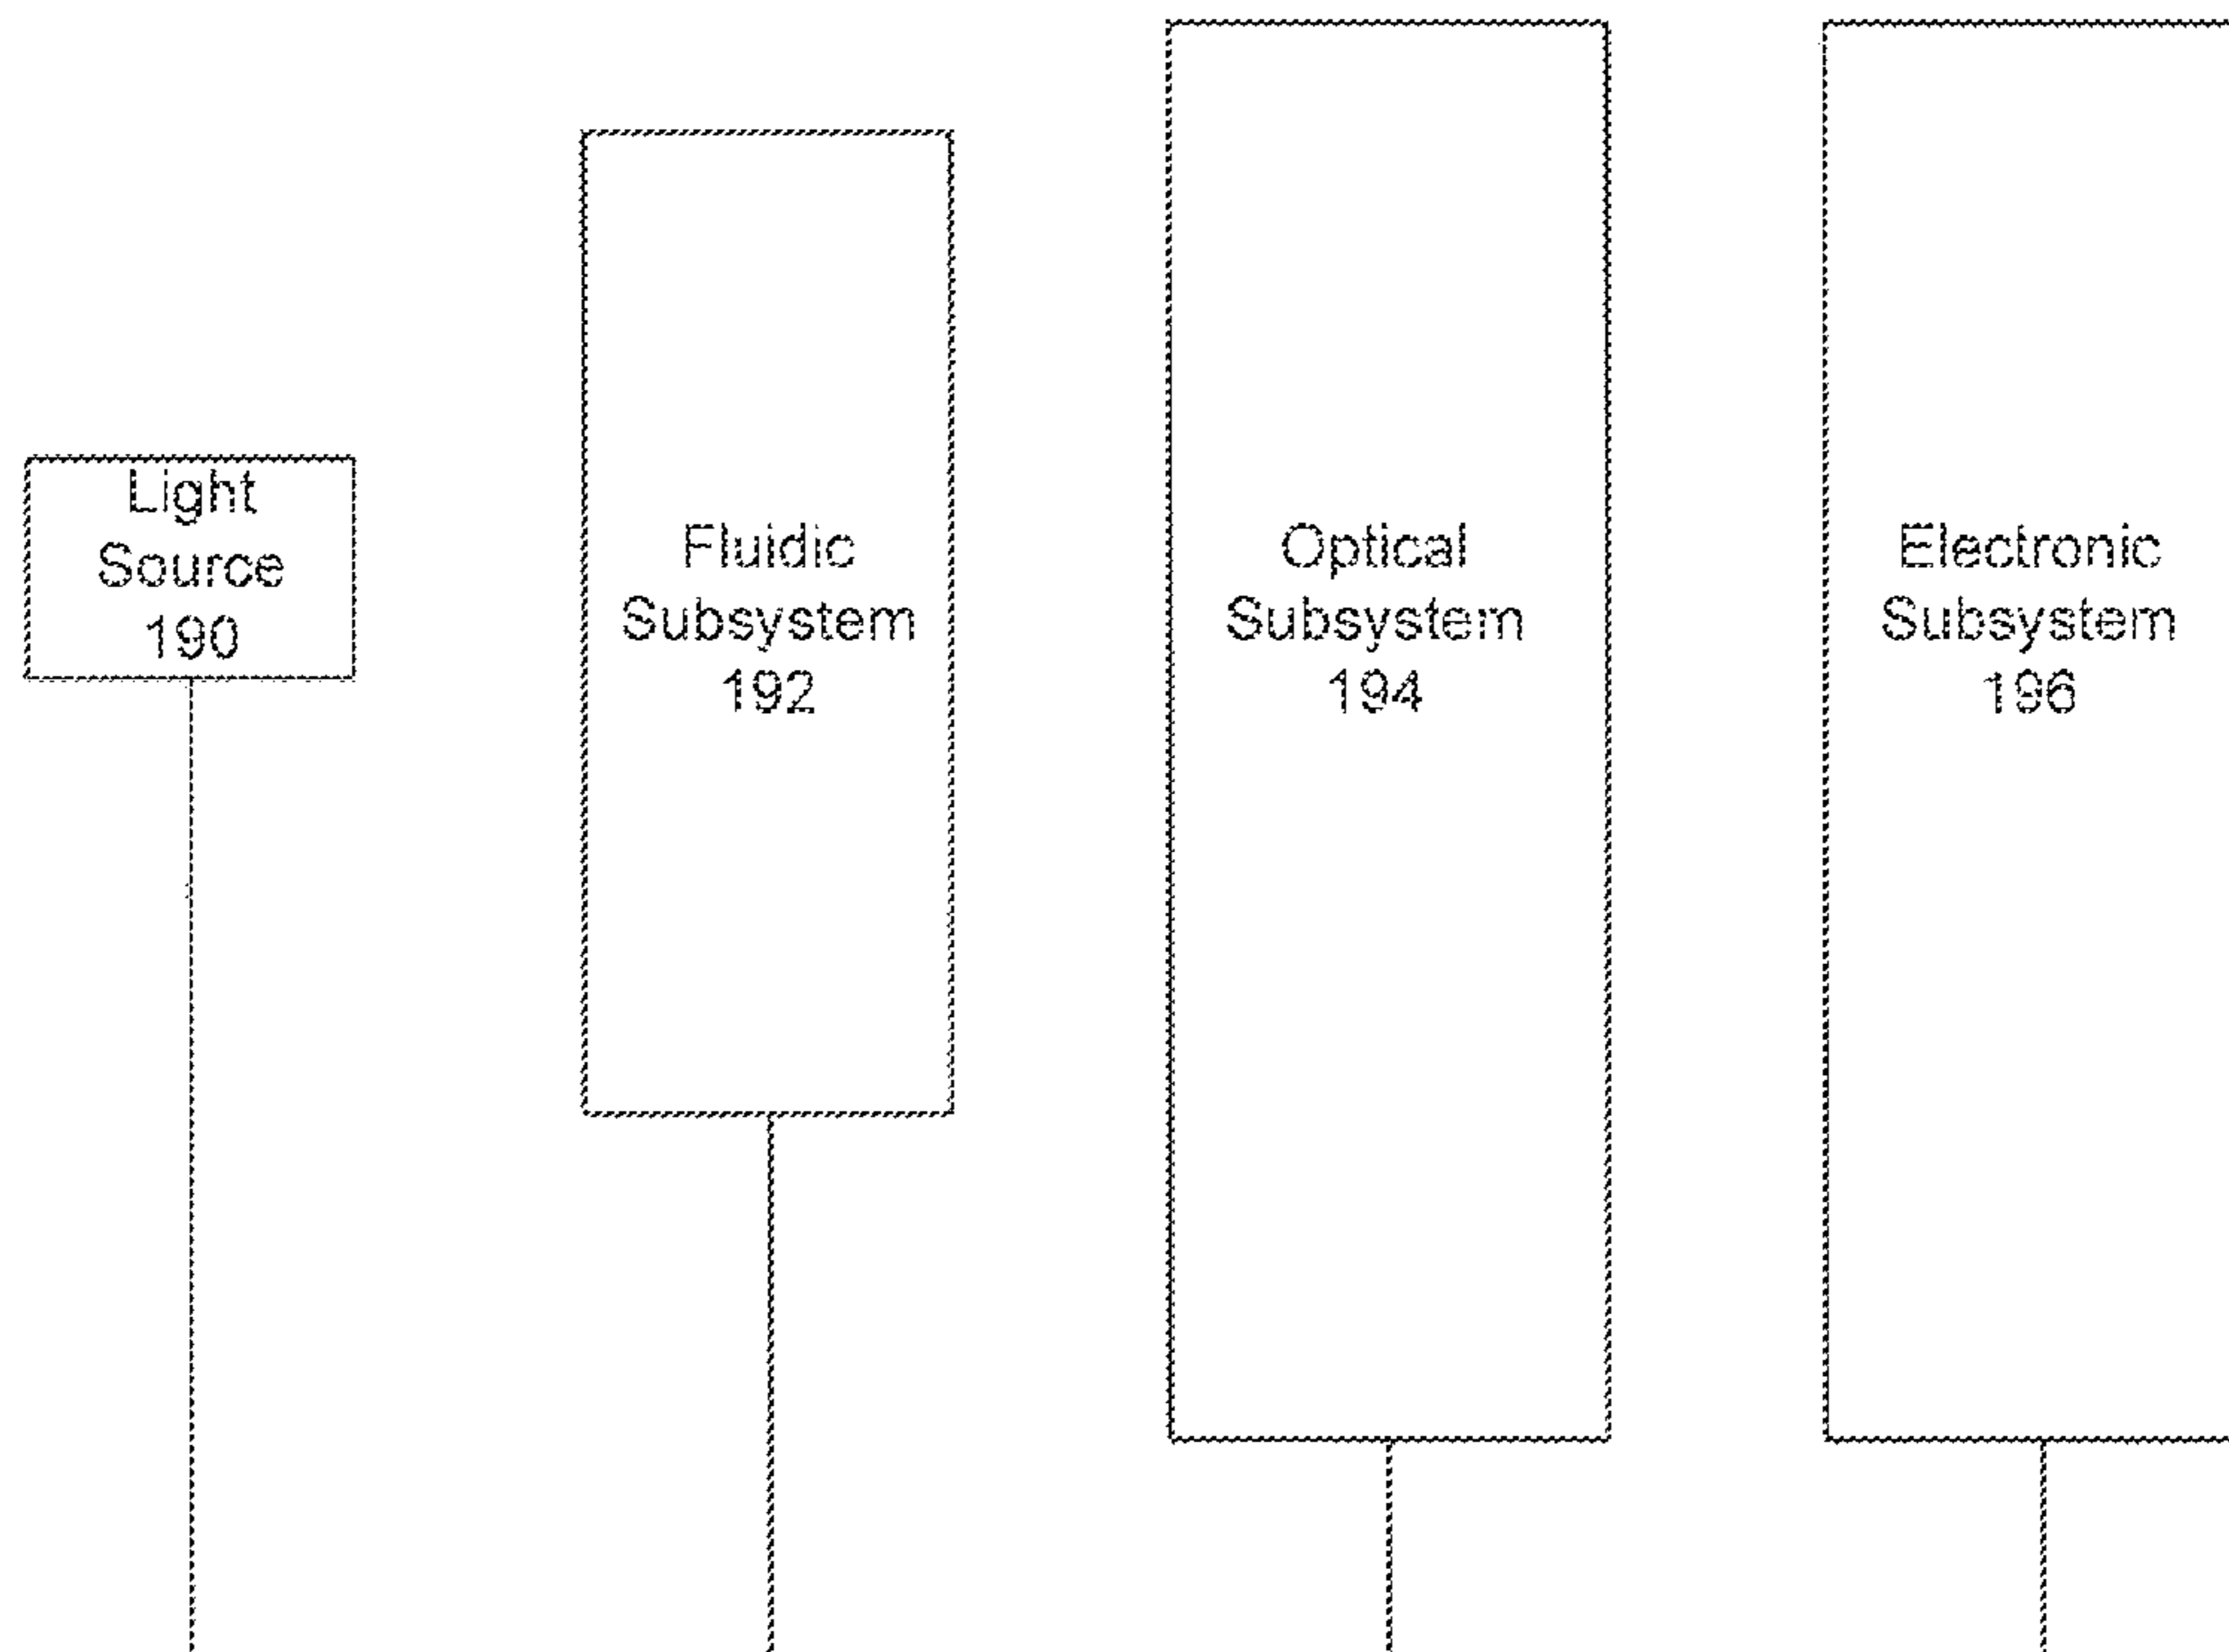 Light
Source
190
Fluidic
Subsystem
192
Optical
Subsystem
194
Electronic
Subsystem
196